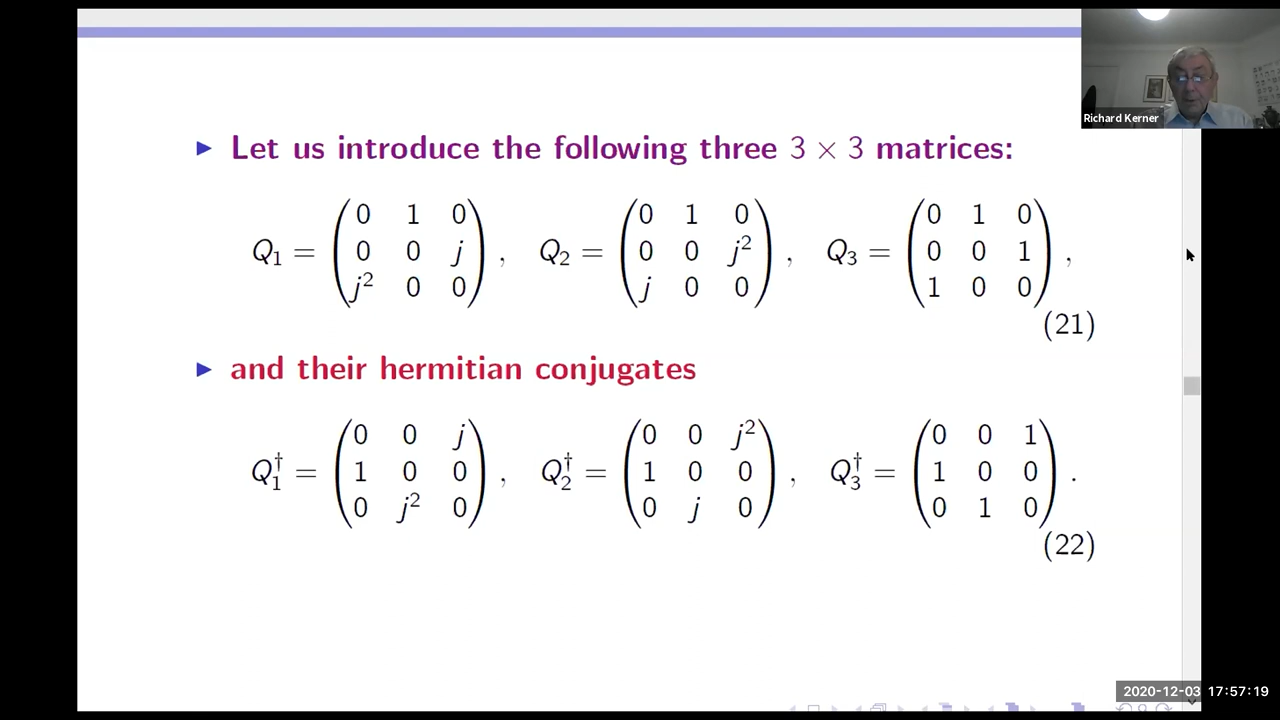 Richard Kerner
▶ Let us introduce the following three 3 × 3 matrices:
Q₁ = (0 1 0; 0 0 j; j² 0 0), Q₂ = (0 1 0; 0 0 j²; j 0 0), Q₃ = (0 1 0; 0 0 1; 1 0 0),
(21)
▶ and their hermitian conjugates
Q₁† = (0 0 j; 1 0 0; 0 j² 0), Q₂† = (0 0 j²; 1 0 0; 0 j 0), Q₃† = (0 0 1; 1 0 0; 0 1 0).
(22)
2020-12-03 17:57:19